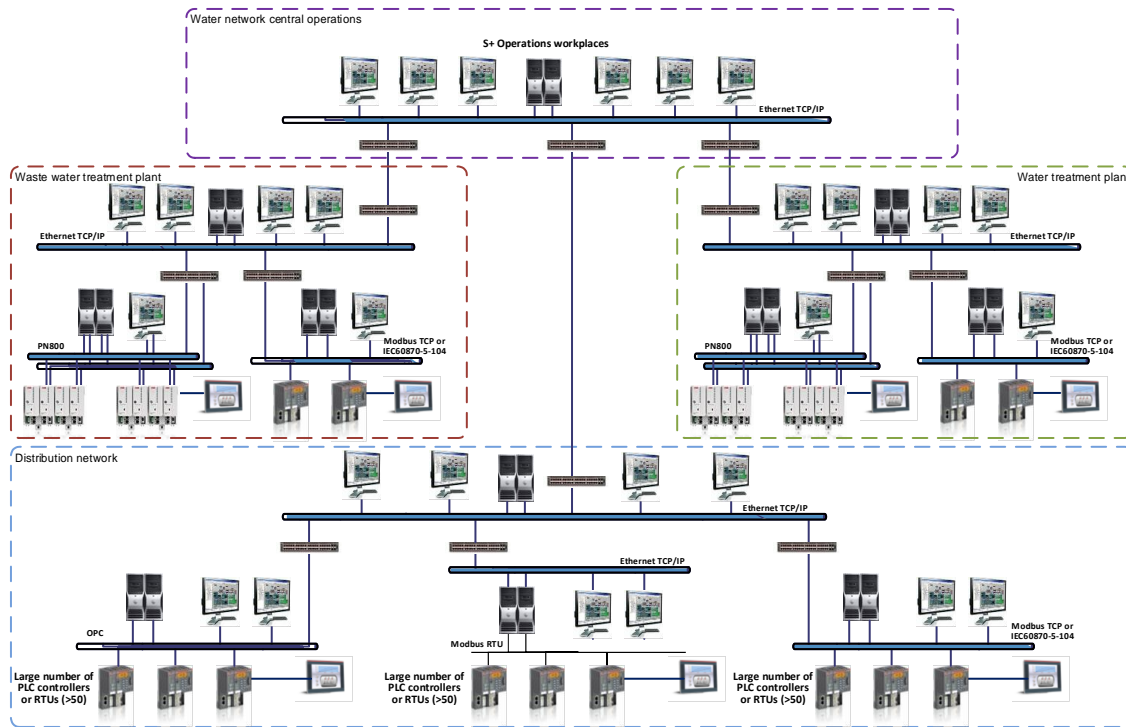 Water network central operations
S+ Operations workplaces
Ethernet TCP/IP
Waste water treatment plant
Ethernet TCP/IP
PN800
Modbus TCP or
IEC60870-5-104
Water treatment plan
Ethernet TCP/IP
PN800
Modbus TCP or
IEC60870-5-104
Distribution network
Ethernet TCP/IP
Ethernet TCP/IP
OPC
Modbus RTU
Modbus TCP or
IEC60870-5-104
Large number of
PLC controllers
or RTUs (>50)
Large number of
PLC controllers
or RTUs (>50)
Large number of
PLC controllers
or RTUs (>50)